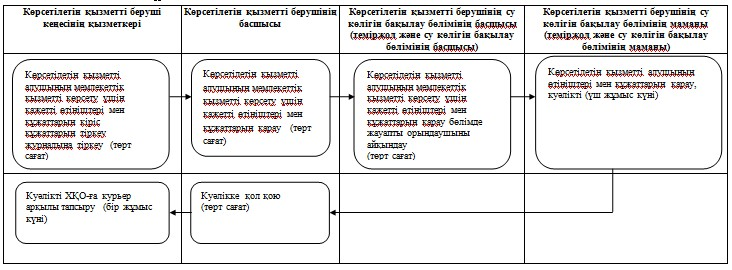 Көрсетілетін қызметті беруші
кеңесінің қызметкері
Көрсетілетін қызметті берушінің
басшысы
Көрсетілетін қызметті берушінің су
көлігін бақылау бөлімінің басшысы
(теміржол және су көлігін бақылау
бөлімінің басшысы)
Көрсетілетін қызметті берушінің су
көлігін бақылау бөлімінің маманы
(теміржол және су көлігін бақылау
бөлімінің маманы)
Көрсетілетін қызметті
алушының мемлекеттік
қызметті көрсету үшін
қажетті өтініштері мен
құжаттарын кіріс
құжаттарын тіркеу
журналына тіркеу (төрт
сағат)
Көрсетілетін қызметті
алушының мемлекеттік
қызметті көрсету үшін
қажетті өтініштері мен
құжаттарын қарау (төрт
сағат)
Көрсетілетін қызметті
алушының мемлекеттік
қызметті көрсету үшін
қажетті өтініштері мен
құжаттарын қарау бөлімде
жауапты орындаушыны
айқындау
(төрт сағат)
Көрсетілетін қызметті алушының
өтініштері мен құжаттарын қарау,
куәлікті (үш жұмыс күні)
Куәлікті ХҚО-ға курьер
арқылы тапсыру (бір жұмыс
күні)
Куәлікке қол қою
(төрт сағат)